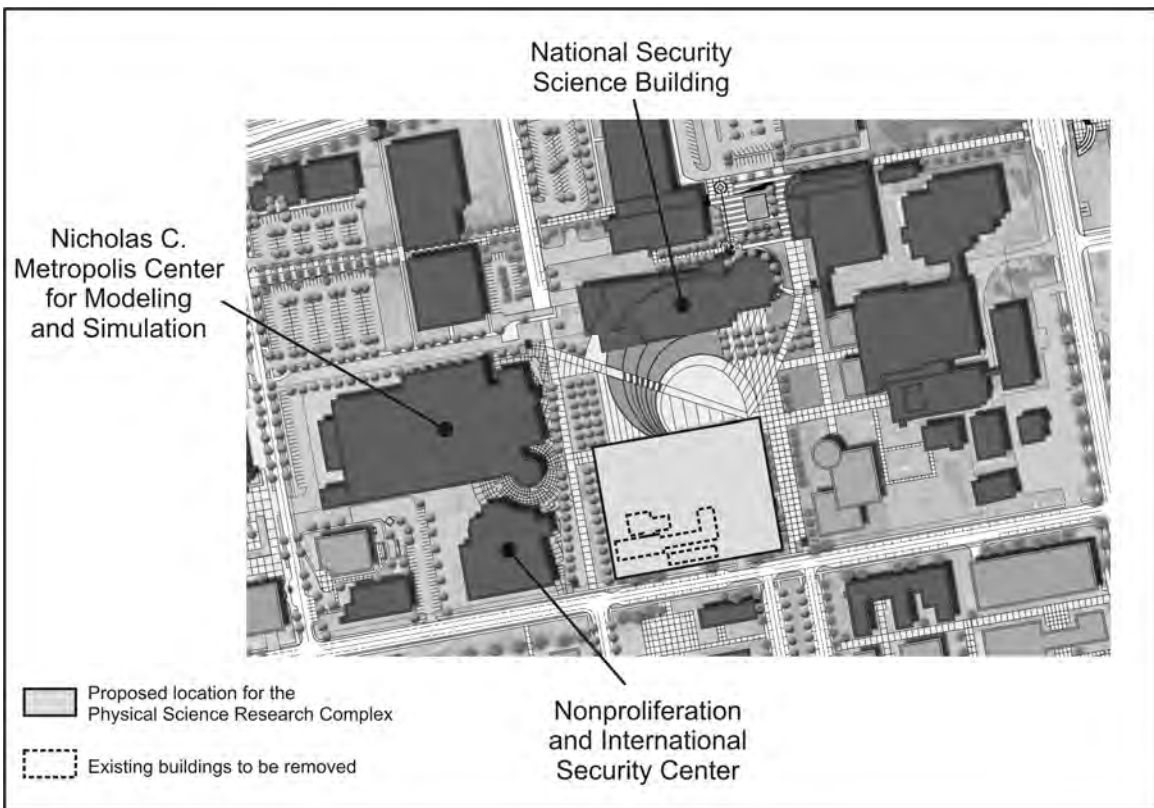 National Security
Science Building
Nicholas C.
Metropolis Center
for Modeling
and Simulation
Proposed location for the
Physical Science Research Complex
Existing buildings to be removed
Nonproliferation
and International
Security Center